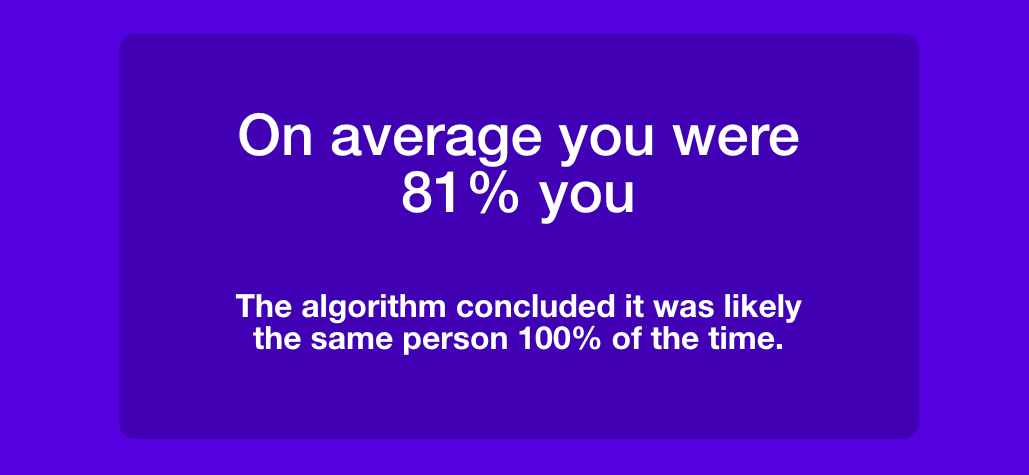 On average you were
81% you
The algorithm concluded it was likely
the same person 100% of the time.